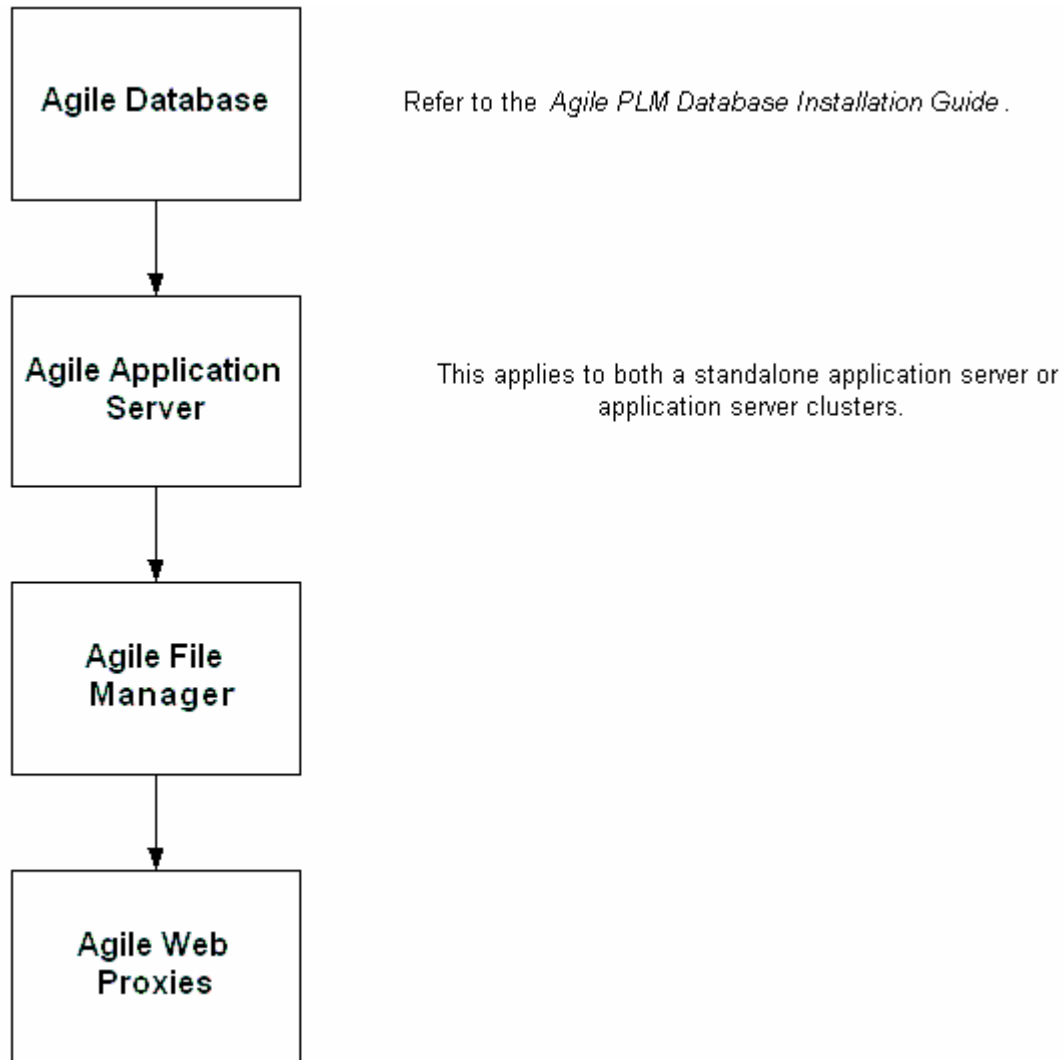 Agile Database
Refer to the Agile PLM Database Installation Guide .
Agile Application
Server
This applies to both a standalone application server or
application server clusters.
Agile File
Manager
Agile Web
Proxies